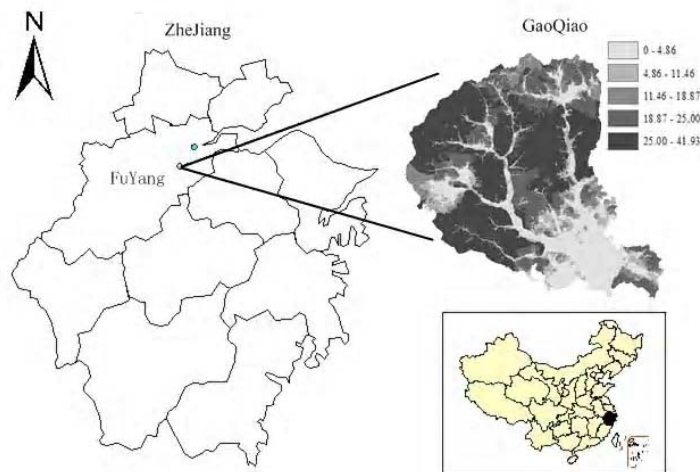 N
ZheJiang
GaoQiao
0 - 4.86
4.86 - 11.46
11.46 - 18.87
18.87 - 25.00
25.00 - 41.93
FuYang